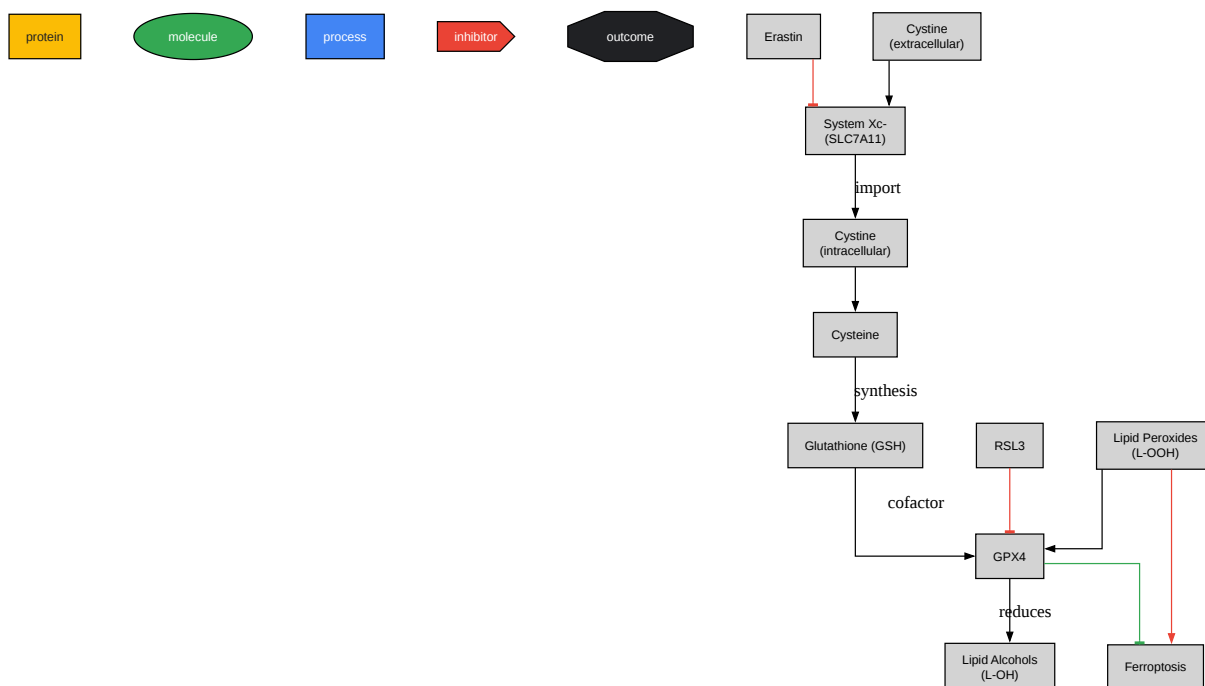 protein
molecule
process
inhibitor
outcome
Erastin
Cystine
(extracellular)
System Xc-
(SLC7A11)
import
Cystine
(intracellular)
Cysteine
synthesis
Glutathione (GSH)
RSL3
Lipid Peroxides
(L-OOH)
cofactor
GPX4
reduces
Lipid Alcohols
(L-OH)
Ferroptosis